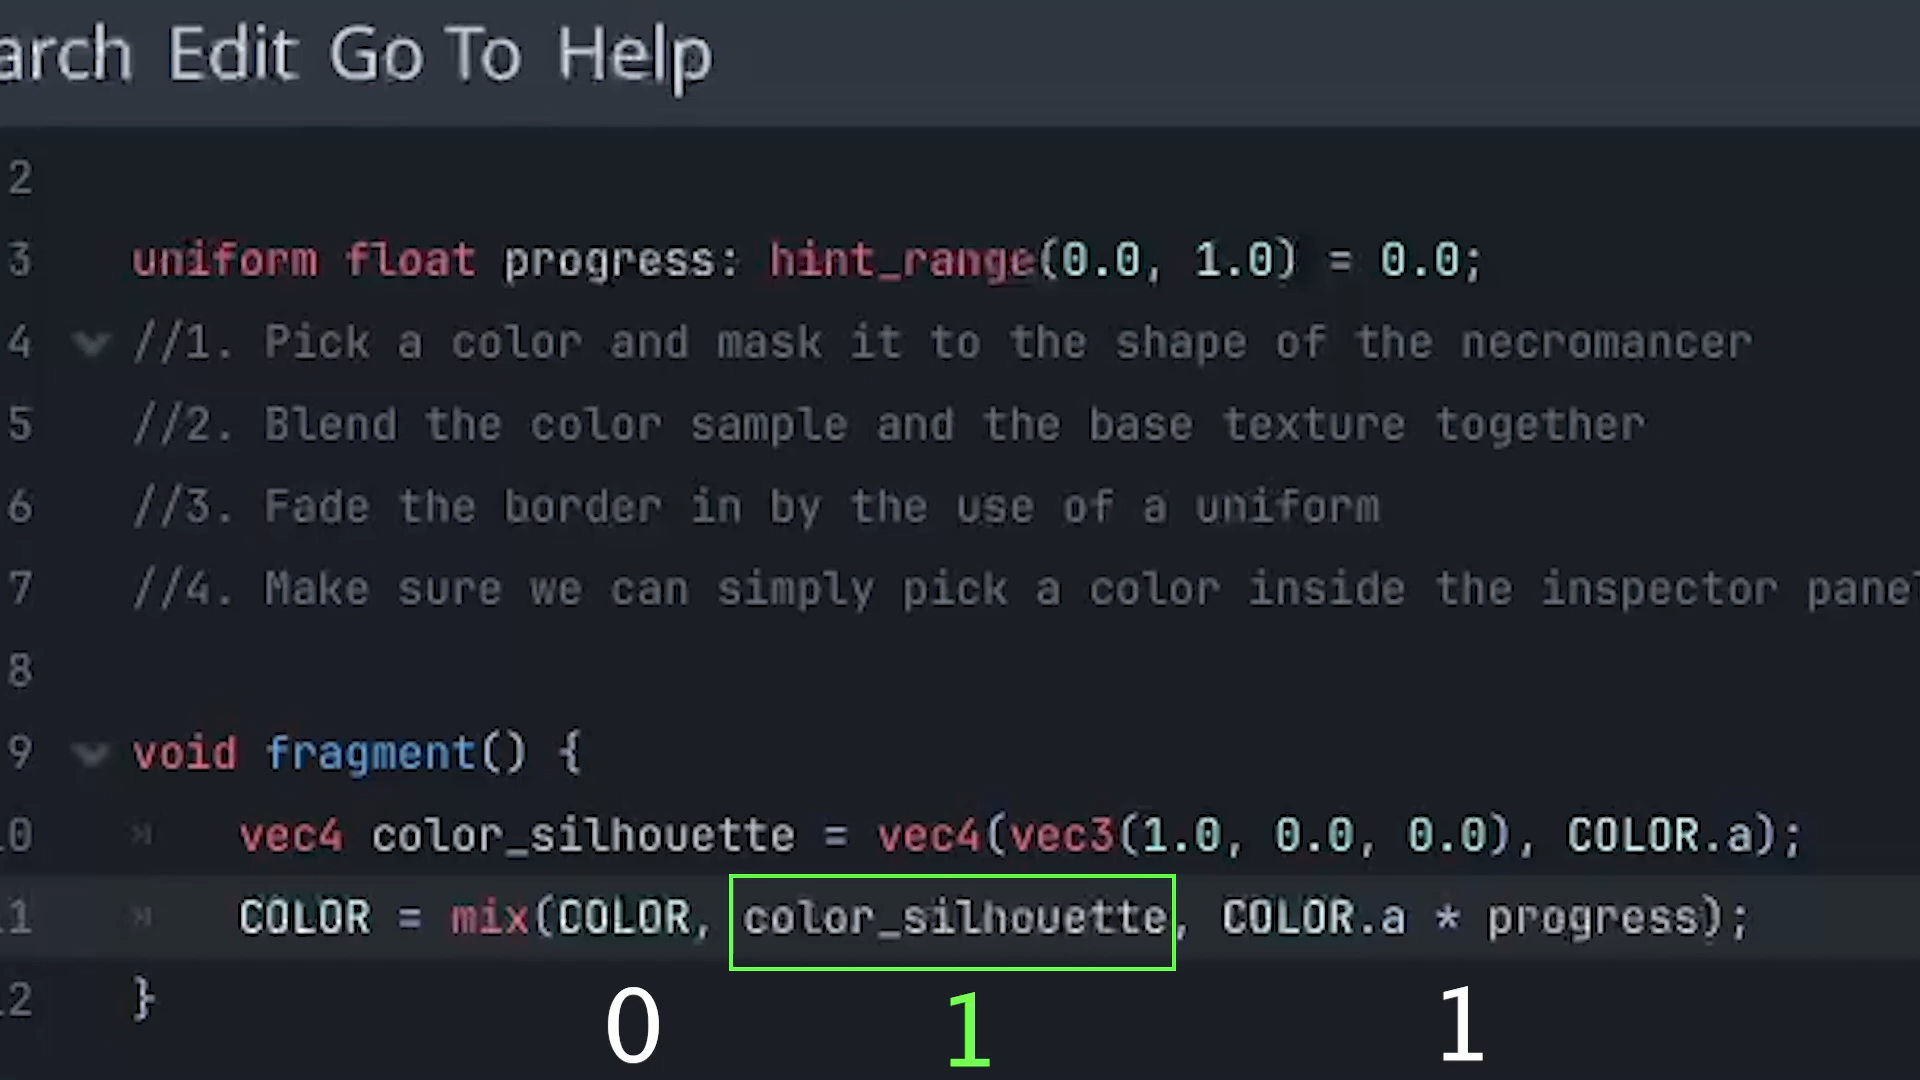 arch Edit Go To Help
2
3 uniform float progress: hint_range(0.0, 1.0) = 0.0;
4 //1. Pick a color and mask it to the shape of the necromancer
5 //2. Blend the color sample and the base texture together
6 //3. Fade the border in by the use of a uniform
7 //4. Make sure we can simply pick a color inside the inspector panel
8
9 void fragment() {
10 vec4 color_silhouette = vec4(vec3(1.0, 0.0, 0.0), COLOR.a);
11 COLOR = mix(COLOR, color_silhouette, COLOR.a * progress);
12 }
0 1 1